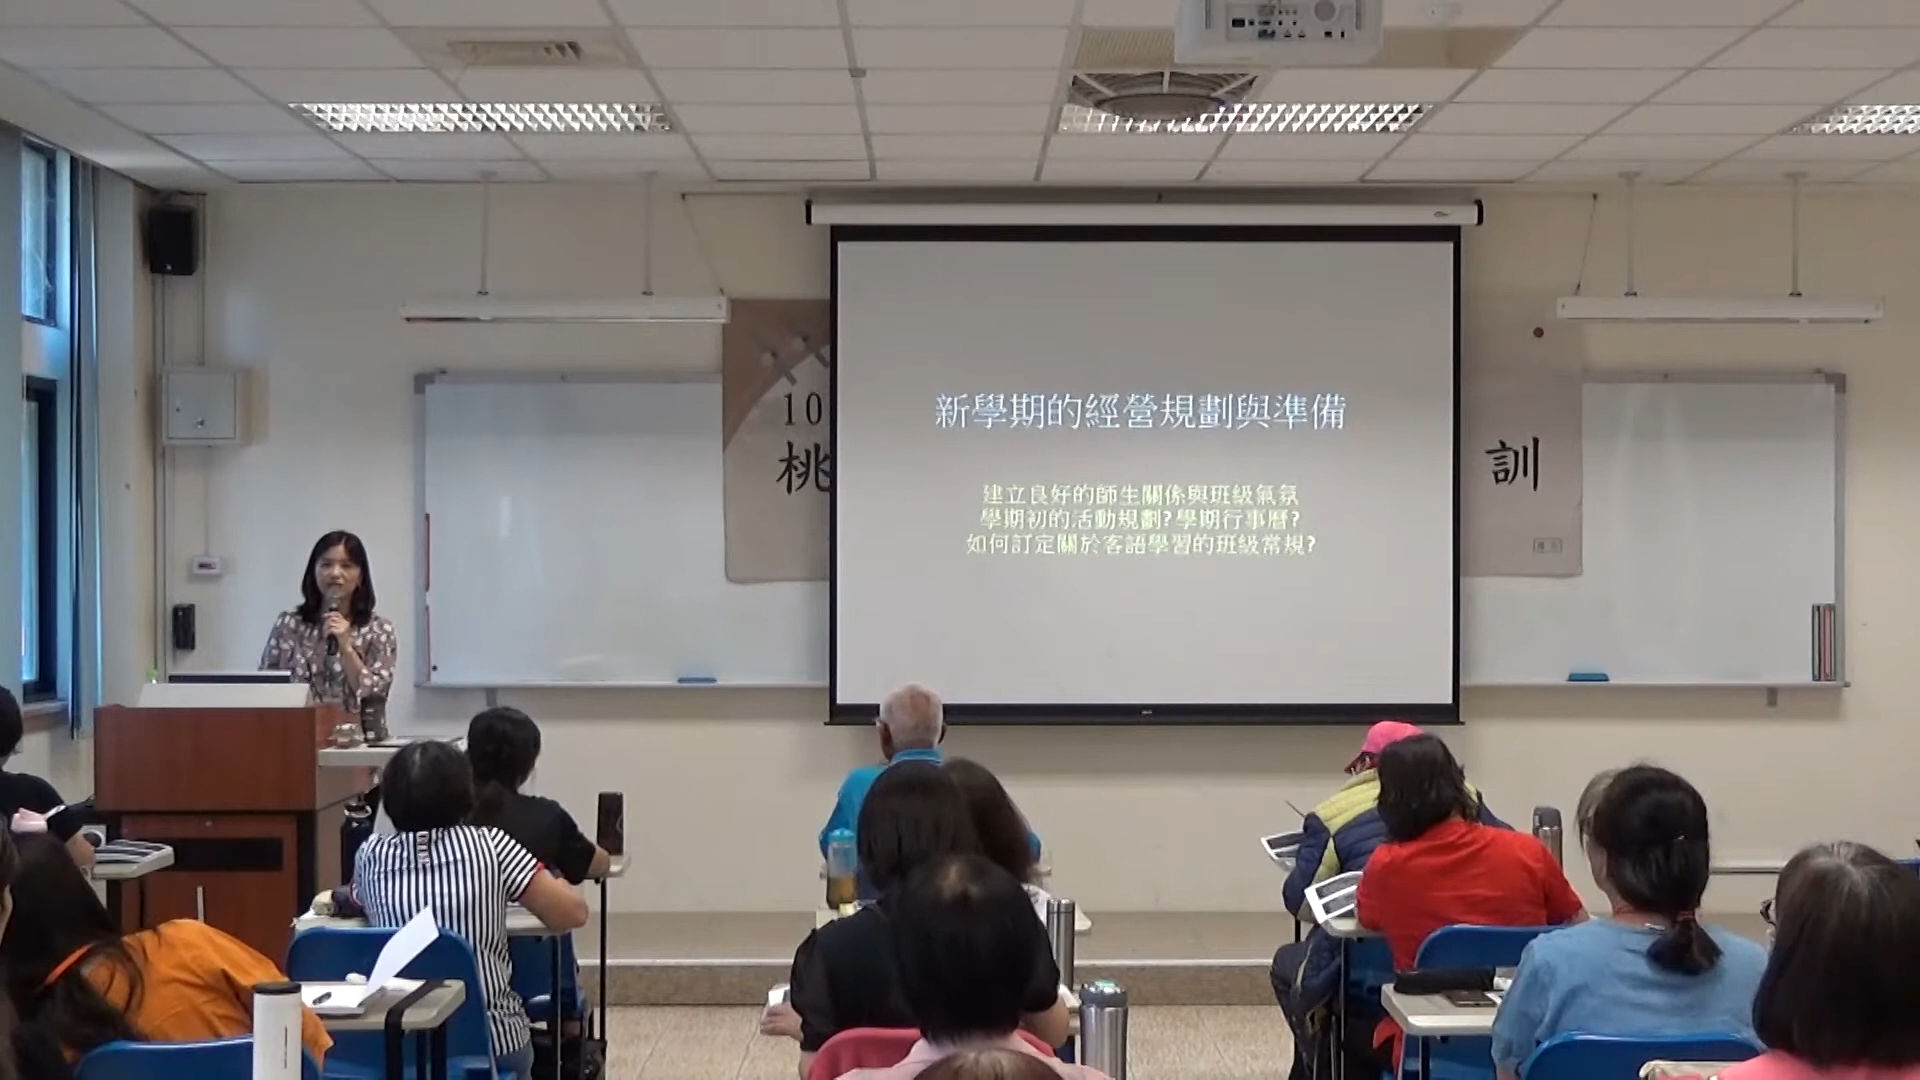 10
桃
訓
新學期的經營規劃與準備
建立良好的師生關係與班級氣氛
學期初的活動規劃?學期行事曆?
如何訂定關於客語學習的班級常規?